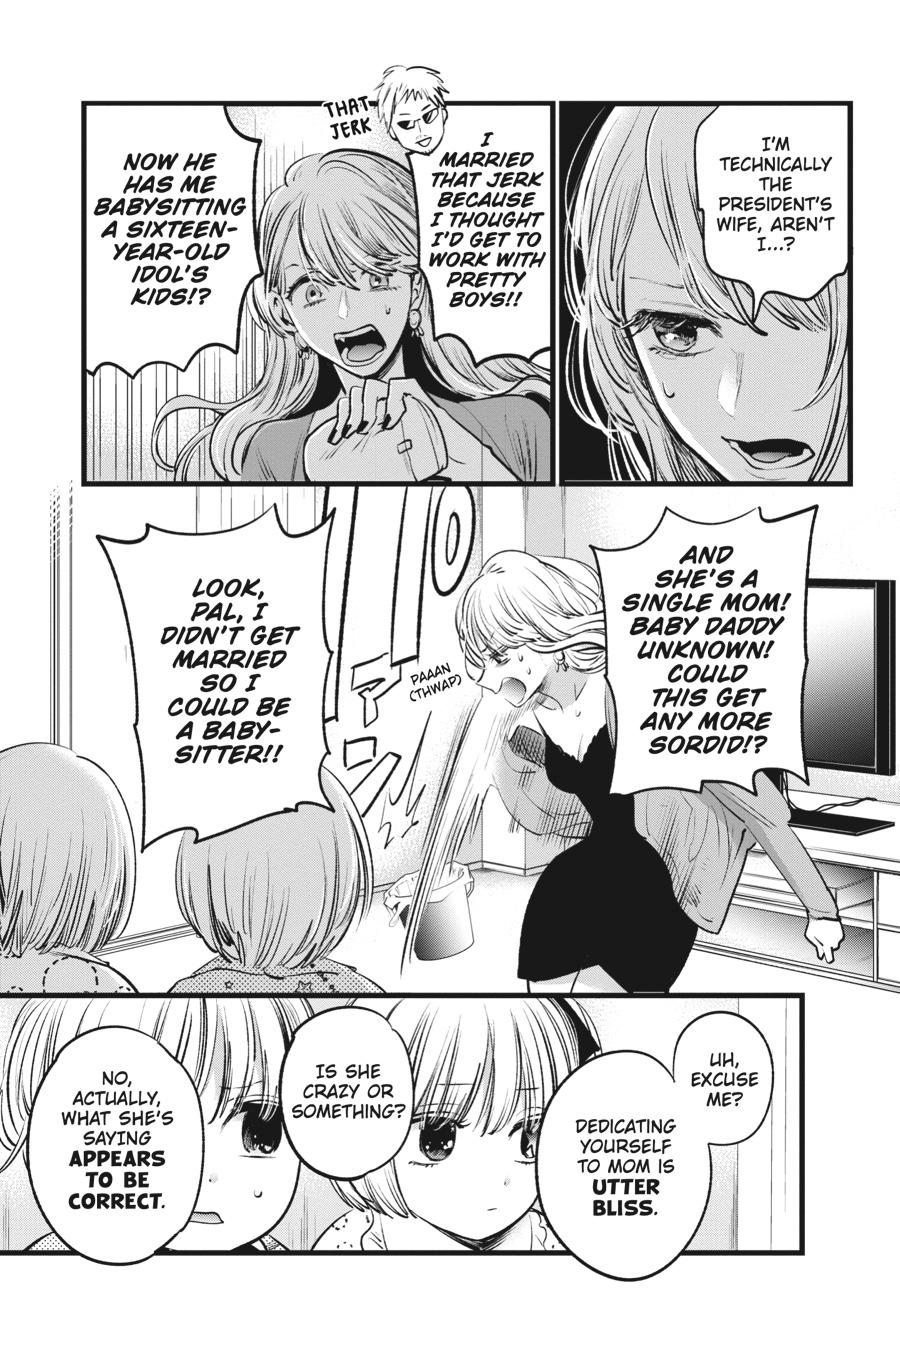 I'M
TECHNICALLY
THE
PRESIDENT'S
WIFE, AREN'T
I...?
I
MARRIED
THAT JERK
BECAUSE
I THOUGHT
I'D GET TO
WORK WITH
PRETTY
BOYS!!
THAT
JERK
NOW HE
HAS ME
BABYSITTING
A SIXTEEN-
YEAR-OLD
IDOL'S
KIDS!?
AND
SHE'S A
SINGLE MOM!
BABY DADDY
UNKNOWN!
COULD
THIS GET
ANY MORE
SORDID!?
パァン
PAAAN
(THWAP)
LOOK,
PAL, I
DIDN'T GET
MARRIED
SO I
COULD BE
A BABY-
SITTER!!
UH,
EXCUSE
ME?
DEDICATING
YOURSELF
TO MOM IS
UTTER
BLISS.
IS SHE
CRAZY OR
SOMETHING?
NO,
ACTUALLY,
WHAT SHE'S
SAYING
APPEARS
TO BE
CORRECT.